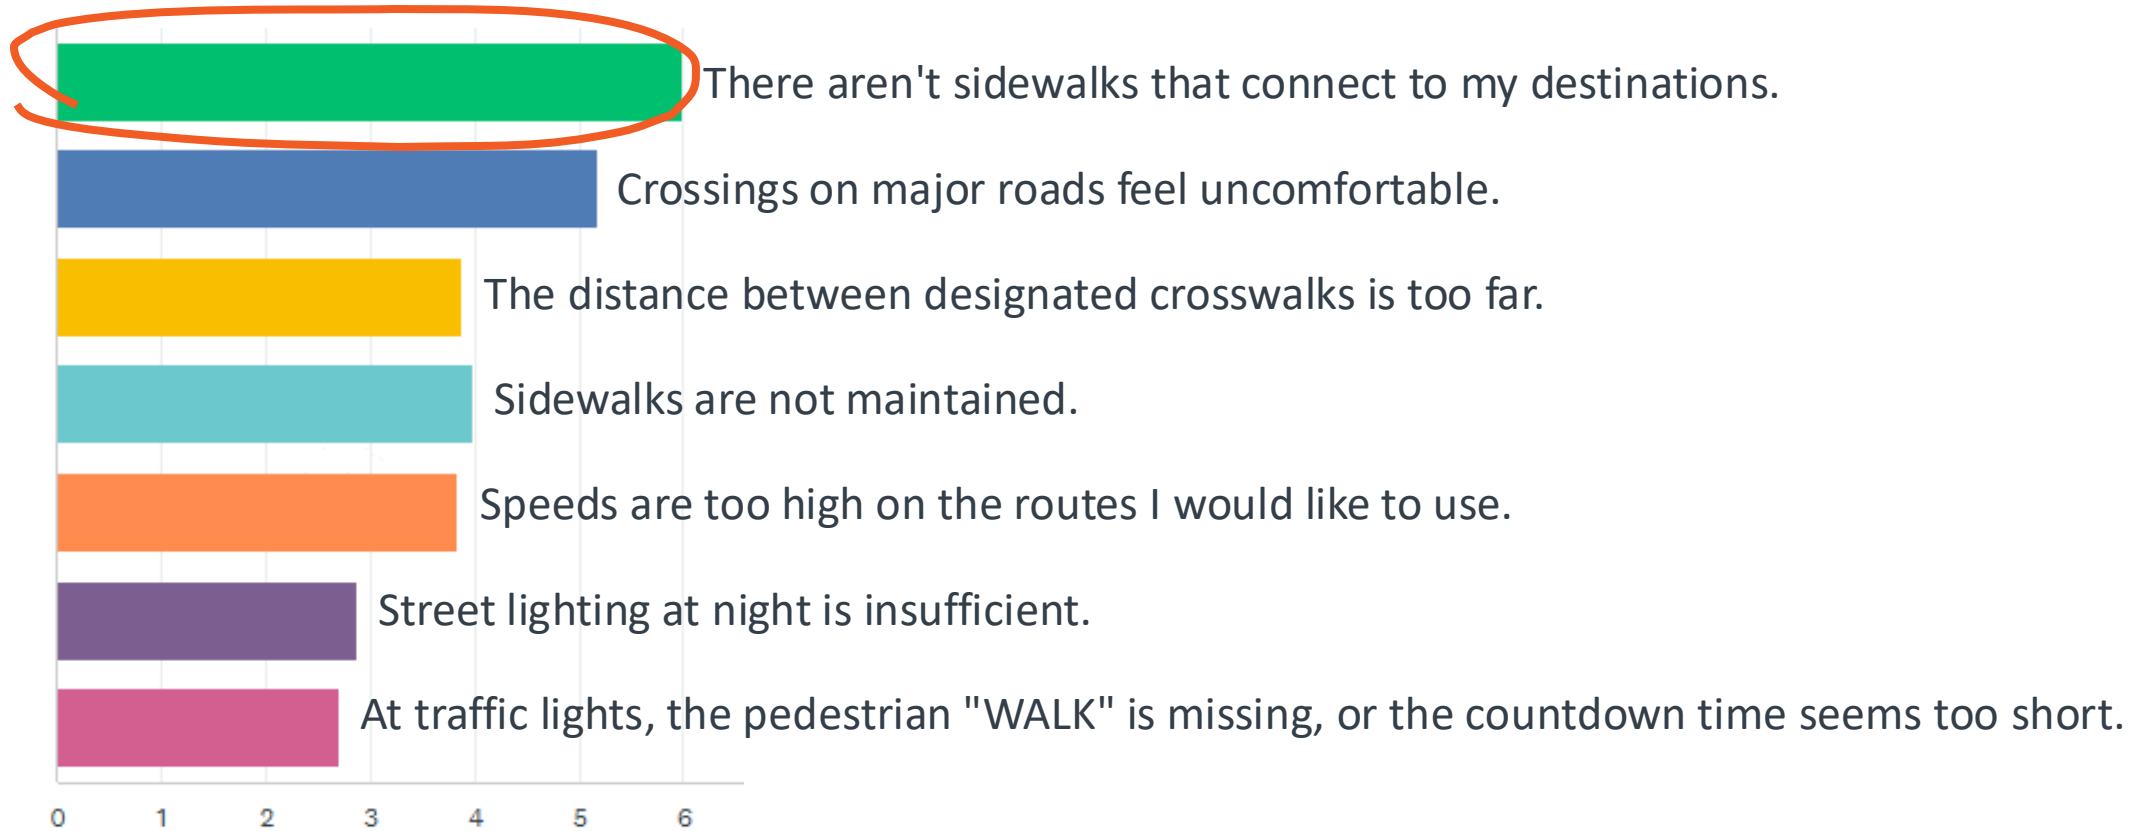 There aren't sidewalks that connect to my destinations.
Crossings on major roads feel uncomfortable.
The distance between designated crosswalks is too far.
Sidewalks are not maintained.
Speeds are too high on the routes I would like to use.
Street lighting at night is insufficient.
At traffic lights, the pedestrian "WALK" is missing, or the countdown time seems too short.
0 1 2 3 4 5 6